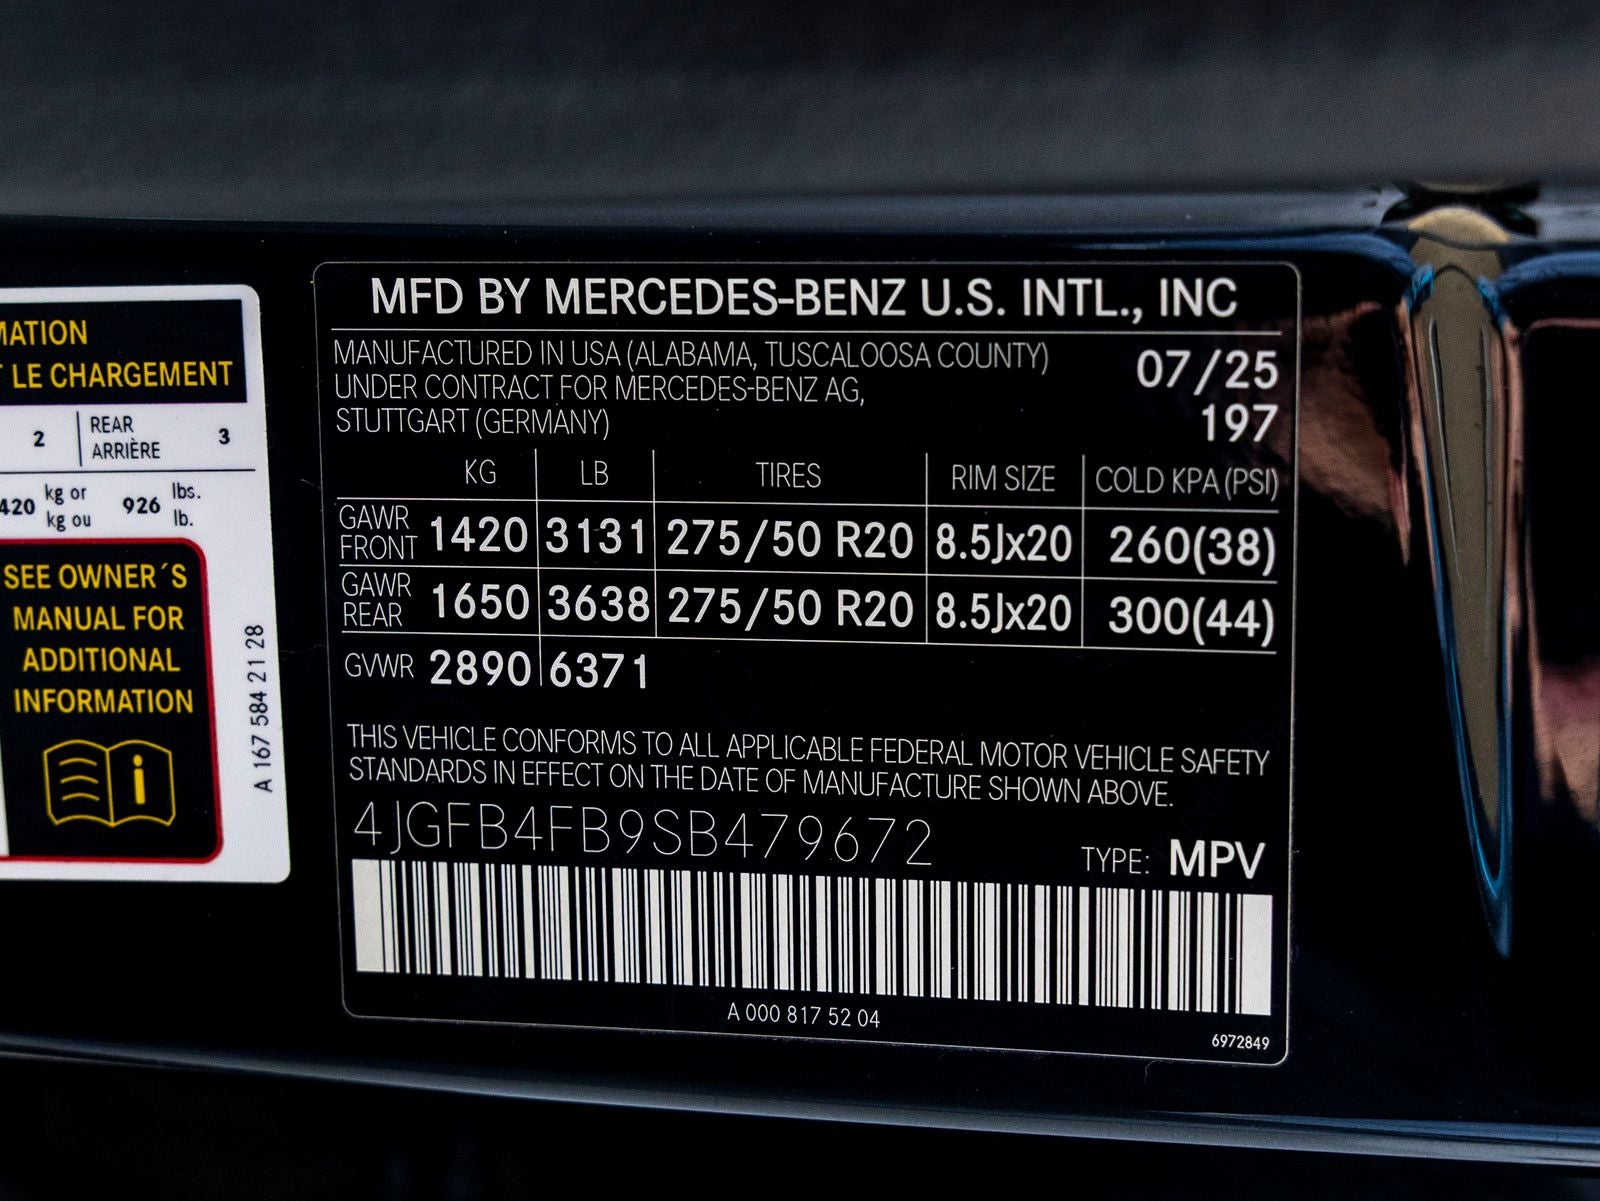 MATION
T LE CHARGEMENT
2 REAR 3
ARRIÈRE
420 kg or 926 lbs.
kg ou lb.
SEE OWNER´S
MANUAL FOR
ADDITIONAL
INFORMATION
A 167 584 21 28
MFD BY MERCEDES-BENZ U.S. INTL., INC
MANUFACTURED IN USA (ALABAMA, TUSCALOOSA COUNTY) 07/25
UNDER CONTRACT FOR MERCEDES-BENZ AG,
STUTTGART (GERMANY) 197
KG LB TIRES RIM SIZE COLD KPA (PSI)
GAWR FRONT 1420 3131 275/50 R20 8.5Jx20 260(38)
GAWR REAR 1650 3638 275/50 R20 8.5Jx20 300(44)
GVWR 2890 6371
THIS VEHICLE CONFORMS TO ALL APPLICABLE FEDERAL MOTOR VEHICLE SAFETY
STANDARDS IN EFFECT ON THE DATE OF MANUFACTURE SHOWN ABOVE.
4JGFB4FB9SB479672
TYPE: MPV
A 000 817 52 04
6972849